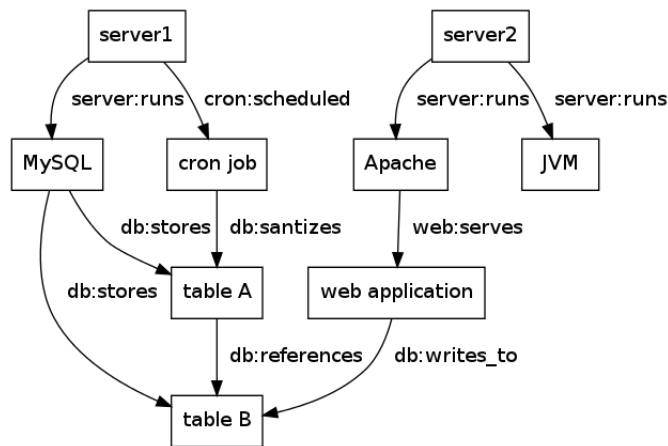 server1
server2
server:runs
cron:scheduled
server:runs
server:runs
MySQL
cron job
Apache
JVM
db:stores
db:santizes
web:serves
db:stores
table A
web application
db:references
db:writes_to
table B